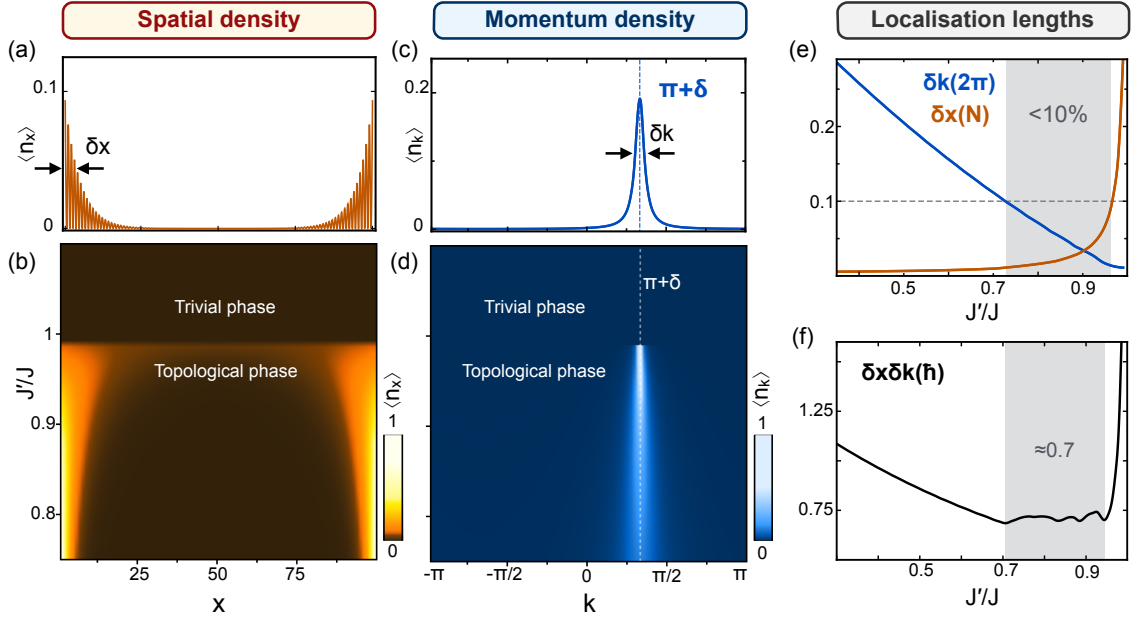 Spatial density
Momentum density
Localisation lengths
(a)
0.1
⟨nₓ⟩
δx
0
(b)
Trivial phase
1
Topological phase
J′/J
0.9
0.8
25
50
75
x
1
⟨nₓ⟩
0
(c)
0.2
π+δ
⟨nₖ⟩
δk
0
(d)
π+δ
Trivial phase
Topological phase
-π
-π/2
0
π/2
π
k
1
⟨nₖ⟩
0
(e)
δk(2π)
δx(N)
<10%
0.2
0.1
0.5
0.7
0.9
J′/J
(f)
δxδk(ħ)
1.25
≈0.7
0.75
0.5
0.7
0.9
J′/J